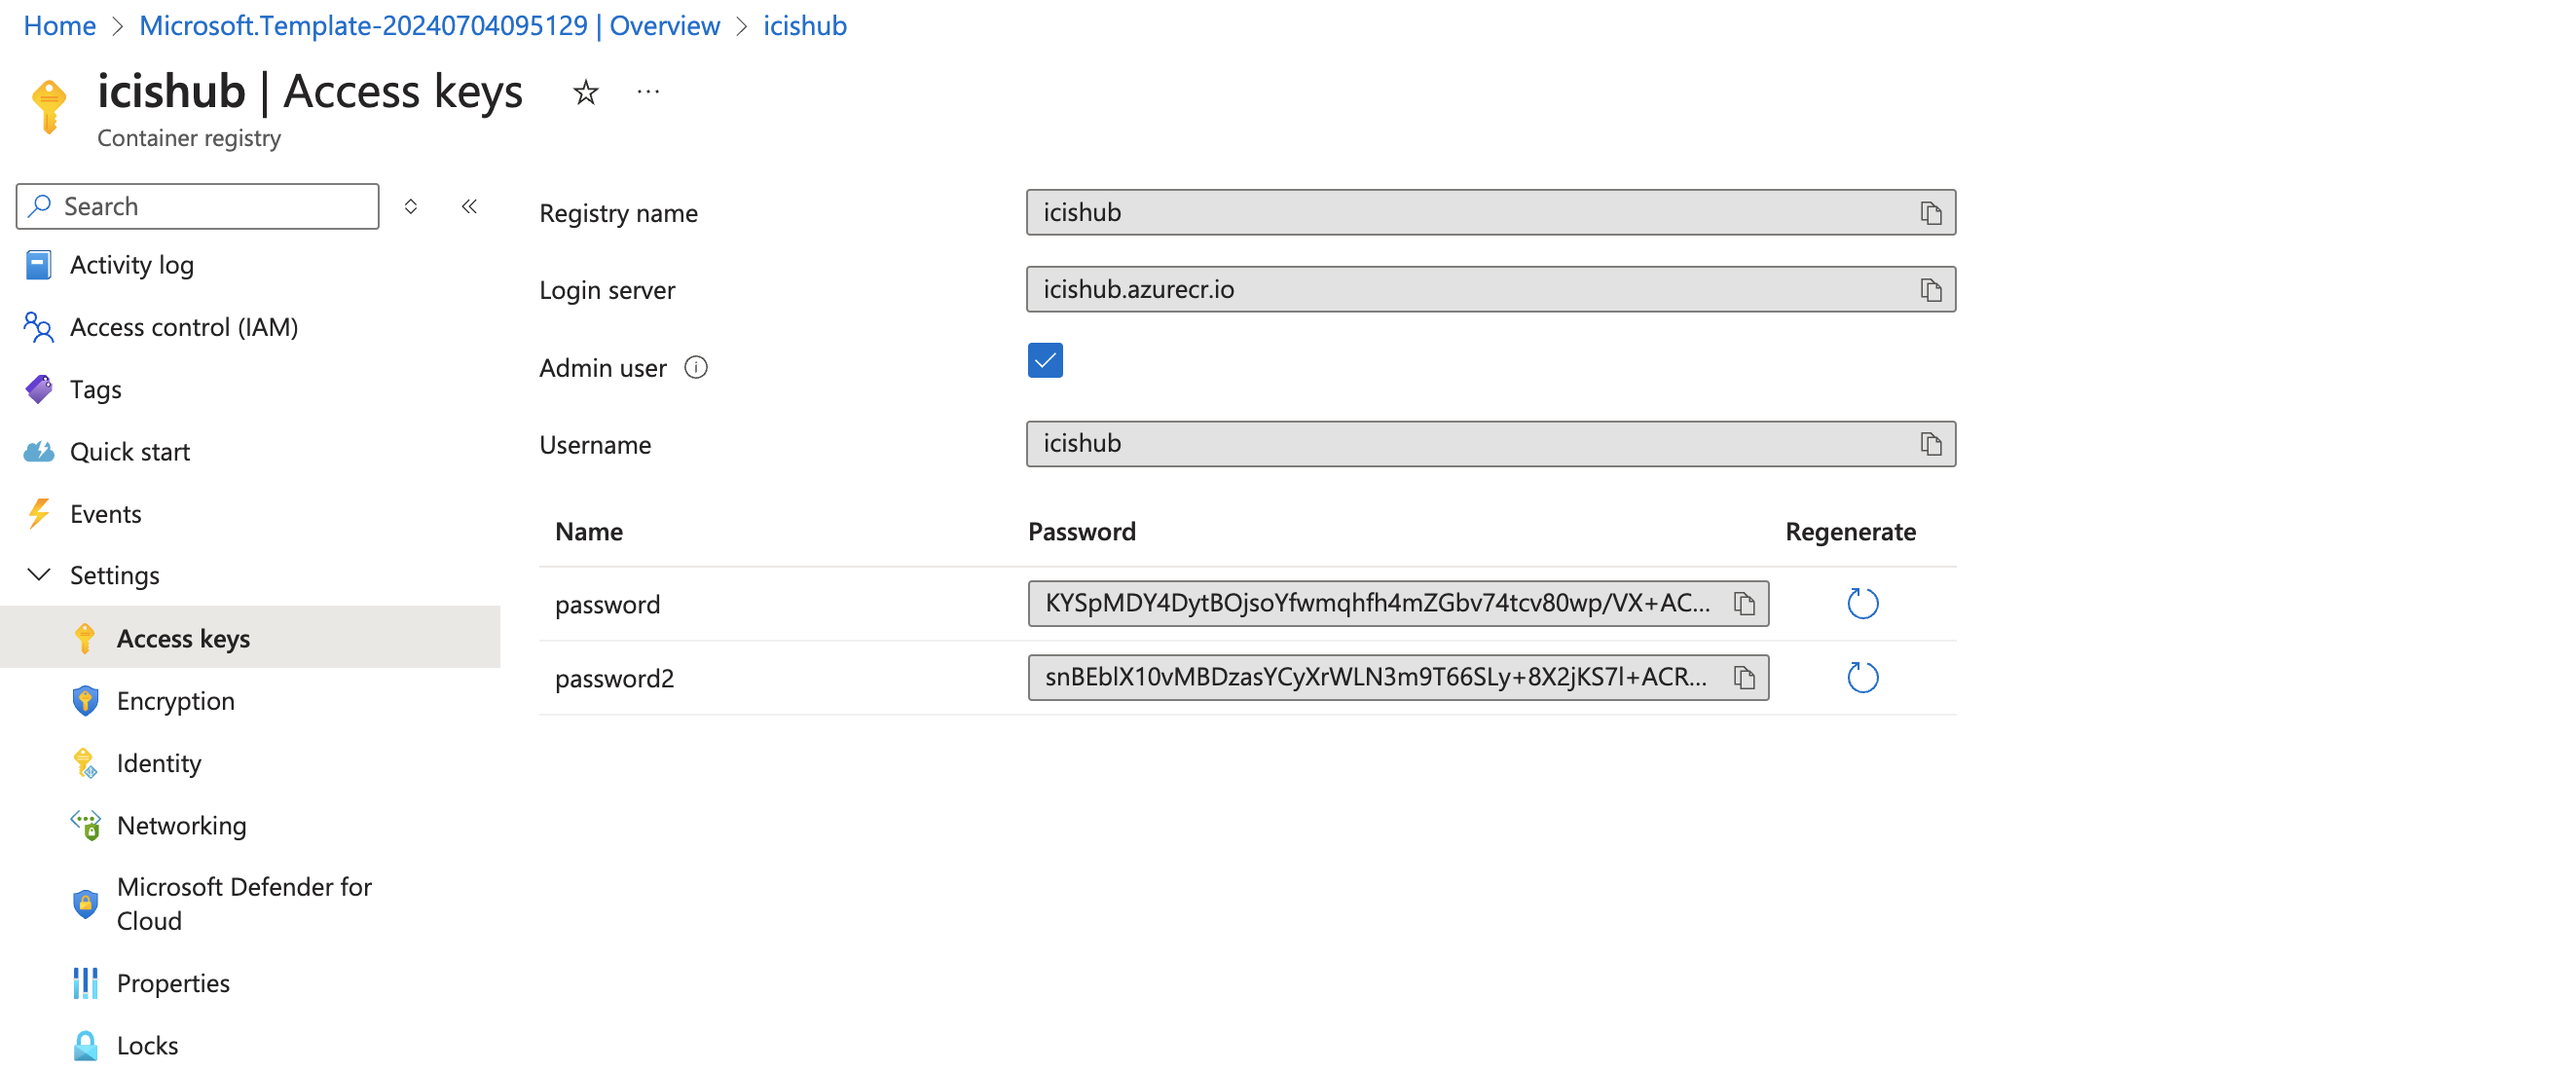 Home > Microsoft.Template-20240704095129 | Overview > icishub
icishub | Access keys
Container registry
Search
Activity log
Access control (IAM)
Tags
Quick start
Events
Settings
Access keys
Encryption
Identity
Networking
Microsoft Defender for
Cloud
Properties
Locks
Registry name
icishub
Login server
icishub.azurecr.io
Admin user
Username
icishub
Name Password Regenerate
password KYSpMDY4DytBOjsoYfwmqhfh4mZGbv74tcv80wp/VX+AC...
password2 snBEblX10vMBDzasYCyXrWLN3m9T66SLy+8X2jKS7l+ACR...